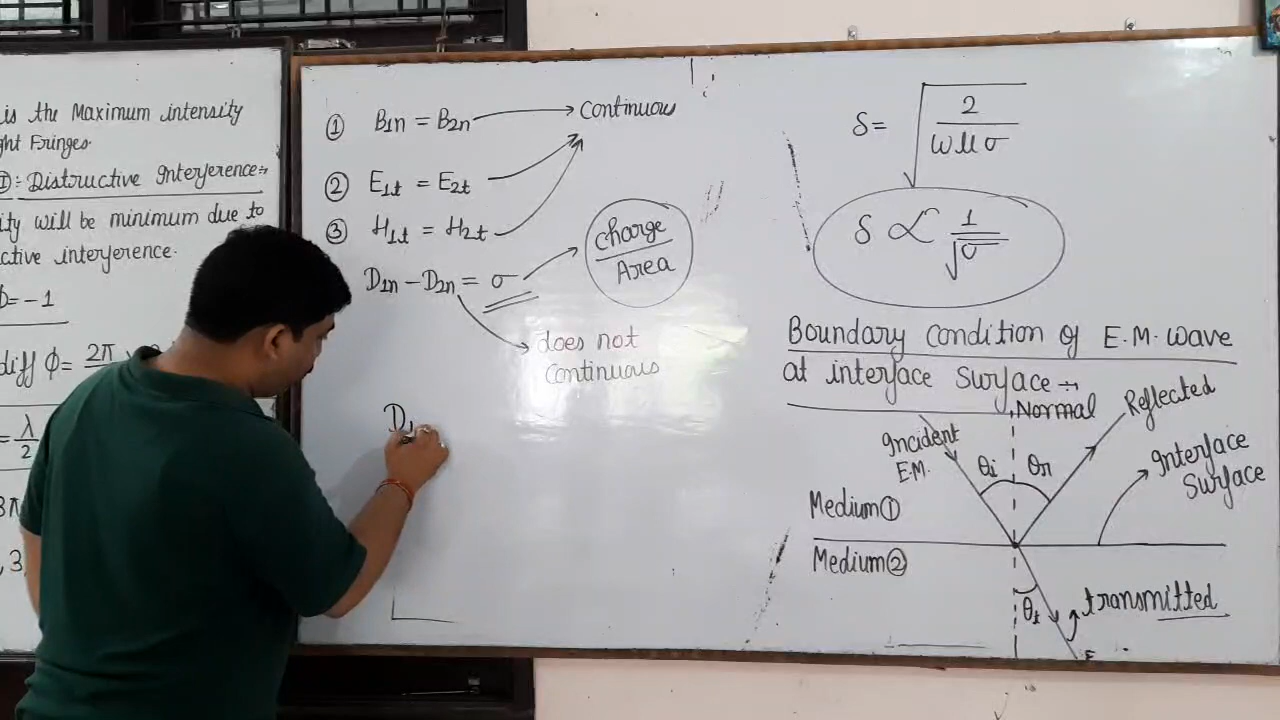 is the Maximum intensity
ght Fringes.
Distructive Interference:-
ity will be minimum due to
ctive interference.
= -1
diff φ= 2π
= λ/2
3π
, 3
① B1n = B2n → Continuous
② E1t = E2t
③ H1t = H2t
D1n - D2n = σ
charge/Area
does not
Continuous
D1
δ= √(2/ωμσ)
δ ∝ 1/√σ
Boundary Condition of E.M. wave
at interface Surface :-
Normal
Reflected
Incident
E.M.
θi θr
Interface
Surface
Medium①
Medium②
θt
transmitted